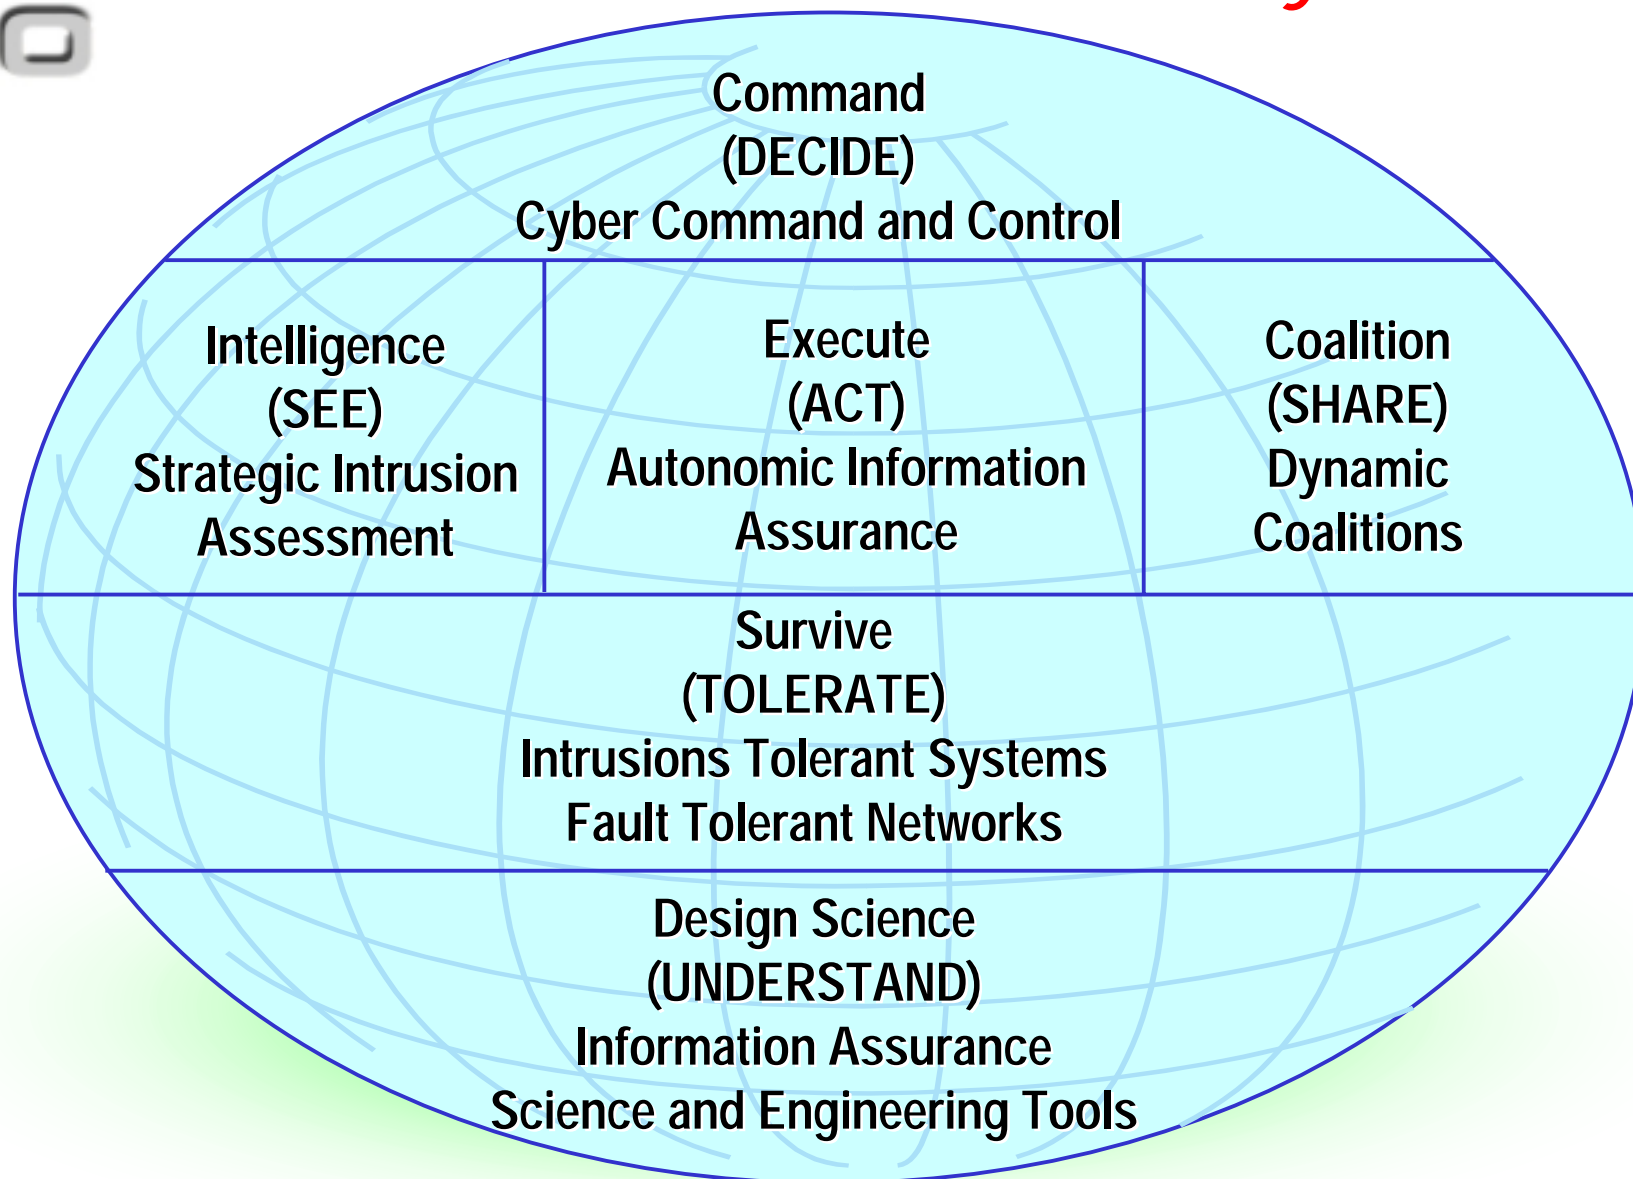 Command
(DECIDE)
Cyber Command and Control
Intelligence
(SEE)
Strategic Intrusion
Assessment
Execute
(ACT)
Autonomic Information
Assurance
Coalition
(SHARE)
Dynamic
Coalitions
Survive
(TOLERATE)
Intrusions Tolerant Systems
Fault Tolerant Networks
Design Science
(UNDERSTAND)
Information Assurance
Science and Engineering Tools